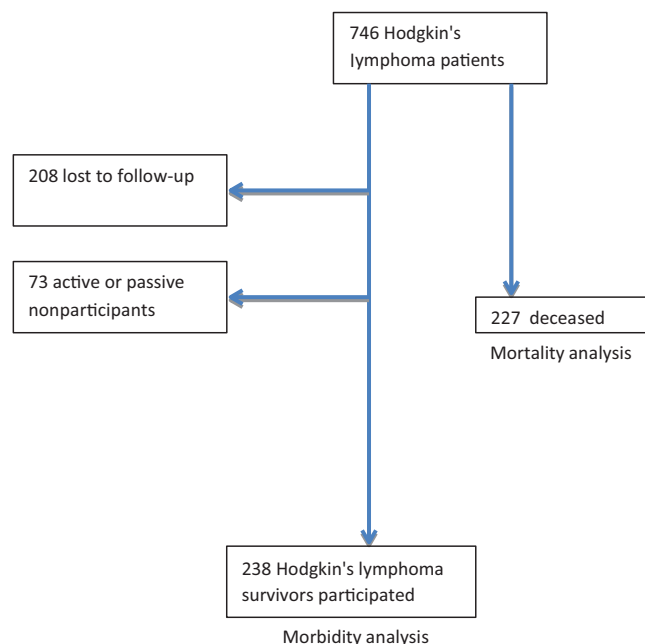 746 Hodgkin's
lymphoma patients
208 lost to follow-up
73 active or passive
nonparticipants
227 deceased
Mortality analysis
238 Hodgkin's lymphoma
survivors participated
Morbidity analysis